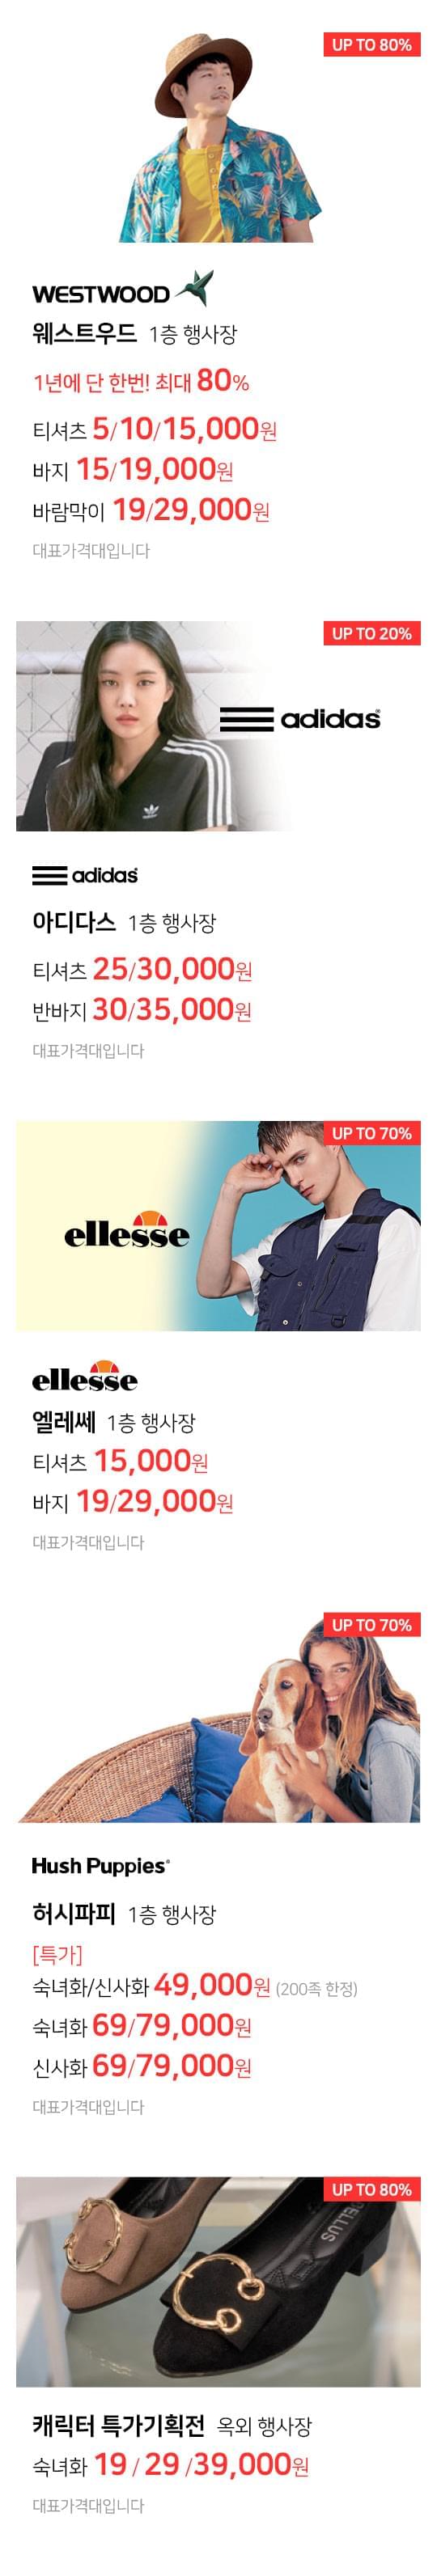 UP TO 80%
WESTWOOD
웨스트우드 1층 행사장
1년에 단 한번! 최대 80%
티셔츠 5/10/15,000원
바지 15/19,000원
바람막이 19/29,000원
대표가격대입니다
UP TO 20%
adidas
adidas
아디다스 1층 행사장
티셔츠 25/30,000원
반바지 30/35,000원
대표가격대입니다
UP TO 70%
ellesse
ellesse
엘레쎄 1층 행사장
티셔츠 15,000원
바지 19/29,000원
대표가격대입니다
UP TO 70%
Hush Puppies®
허시파피 1층 행사장
[특가]
숙녀화/신사화 49,000원 (200족 한정)
숙녀화 69/79,000원
신사화 69/79,000원
대표가격대입니다
UP TO 80%
캐릭터 특가기획전 옥외 행사장
숙녀화 19 / 29 /39,000원
대표가격대입니다